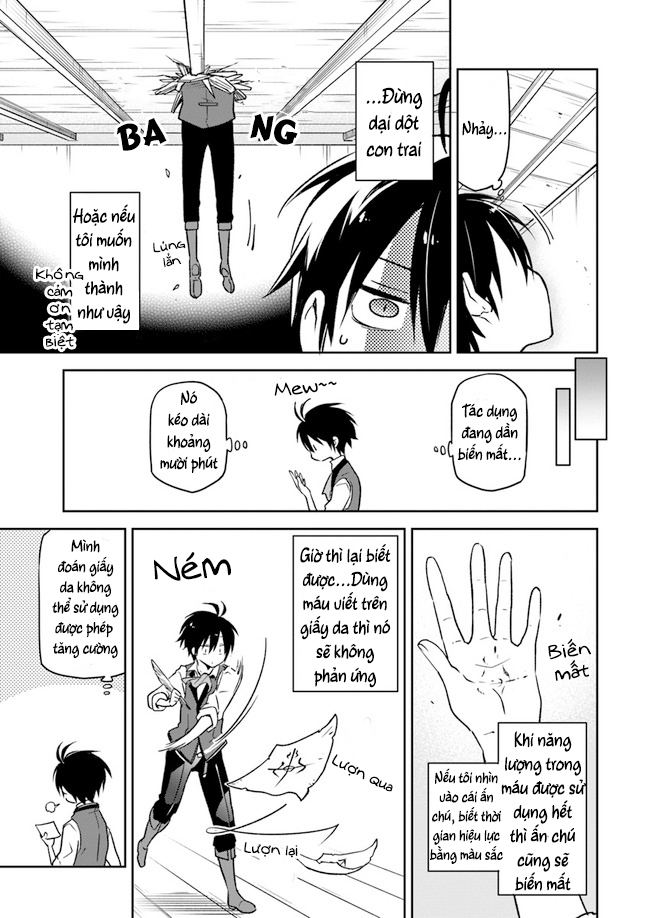 Nhảy...
...Đừng
dại dột
con trai
BANG
Hoặc nếu
tôi muốn
mình
thành
như vậy
Lủng
lẳn
Không
cảm
ơn
tạm
Biệt
Tác dụng
đang dần
biến
mất...
Mew~~
Nó
kéo dài
khoảng
mười phút
Biến
mất
Khí năng
lượng trong
máu được sử
dụng hết
thì ấn chú
cũng sẽ
biến mất
Nếu tôi nhìn
vào cái ấn
chú, biết thời
gian hiệu lực
bằng màu sắc
Giờ thì lại biết
được...Dùng
máu viết trên
giấy da thì nó
sẽ không
phản ứng
Ném
Lượn qua
Lượn lại
Mình
đoán giấy
da không
thể sử dụng
được phép
tăng cường